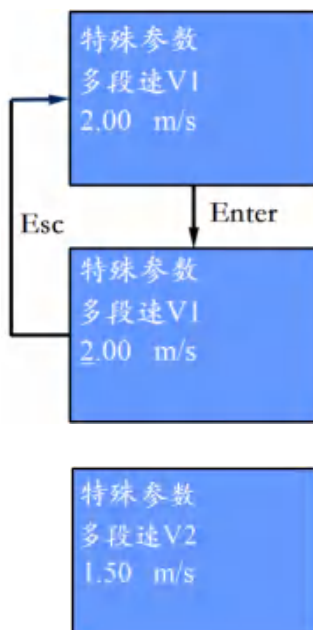 特殊参数
多段速V1
2.00 m/s
Esc
Enter
特殊参数
多段速V1
2.00 m/s
特殊参数
多段速V2
1.50 m/s